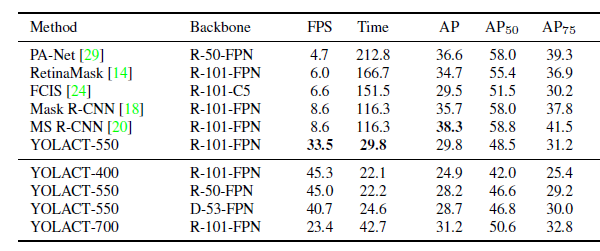 Method Backbone FPS Time AP AP50 AP75
PA-Net [29] R-50-FPN 4.7 212.8 36.6 58.0 39.3
RetinaMask [14] R-101-FPN 6.0 166.7 34.7 55.4 36.9
FCIS [24] R-101-C5 6.6 151.5 29.5 51.5 30.2
Mask R-CNN [18] R-101-FPN 8.6 116.3 35.7 58.0 37.8
MS R-CNN [20] R-101-FPN 8.6 116.3 38.3 58.8 41.5
YOLACT-550 R-101-FPN 33.5 29.8 29.8 48.5 31.2
YOLACT-400 R-101-FPN 45.3 22.1 24.9 42.0 25.4
YOLACT-550 R-50-FPN 45.0 22.2 28.2 46.6 29.2
YOLACT-550 D-53-FPN 40.7 24.6 28.7 46.8 30.0
YOLACT-700 R-101-FPN 23.4 42.7 31.2 50.6 32.8